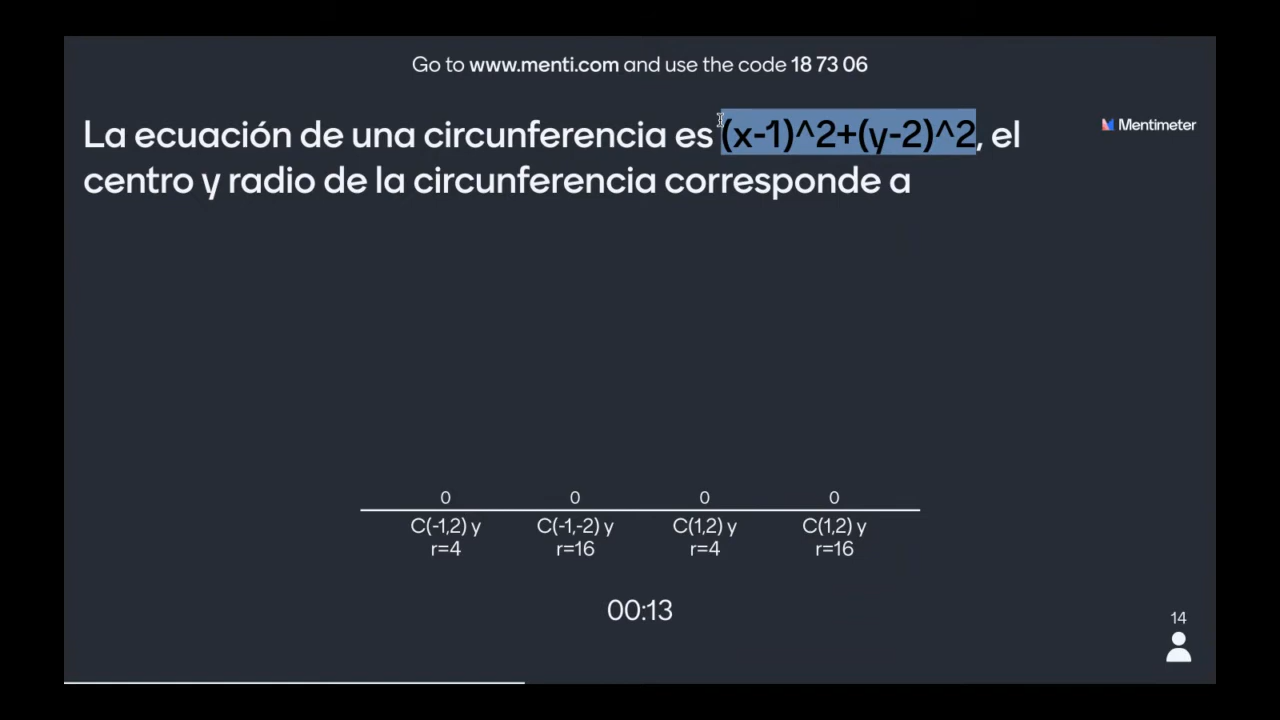 Go to www.menti.com and use the code 18 73 06
La ecuación de una circunferencia es (x-1)^2+(y-2)^2, el
centro y radio de la circunferencia corresponde a
Mentimeter
0
0
0
0
C(-1,2) y
r=4
C(-1,-2) y
r=16
C(1,2) y
r=4
C(1,2) y
r=16
00:13
14